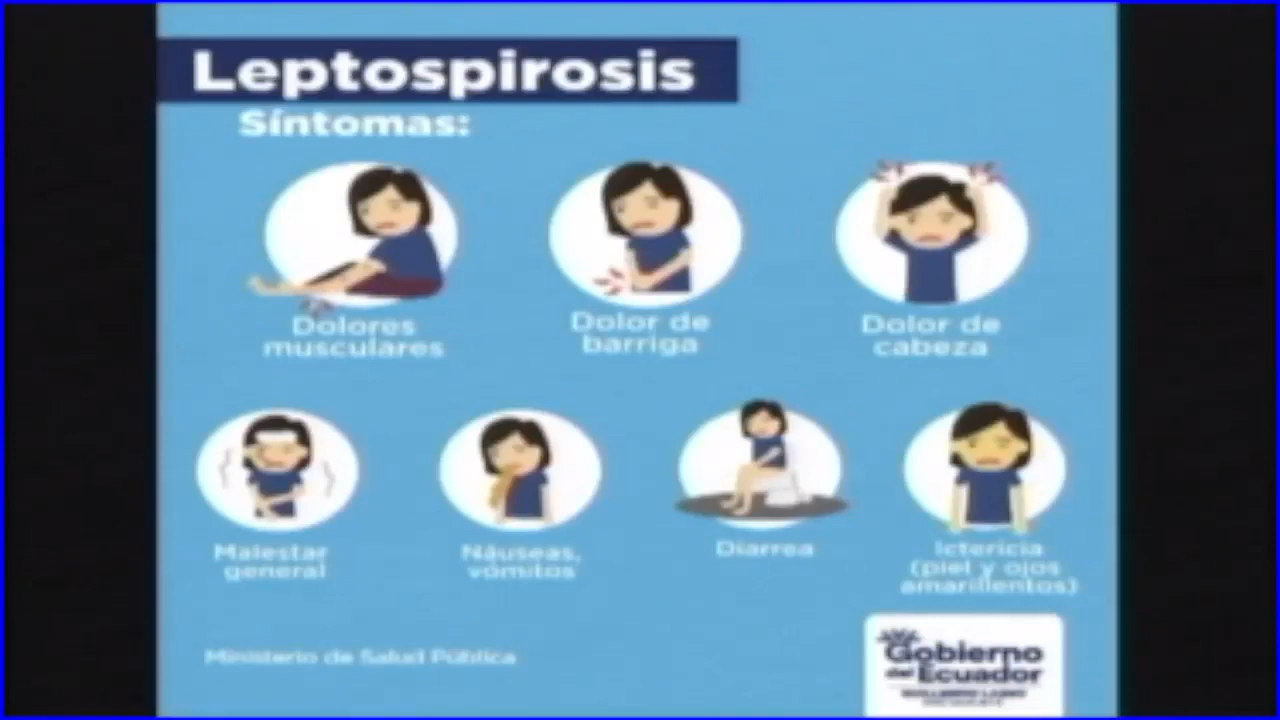 Leptospirosis
Síntomas:
Dolores
musculares
Dolor de
barriga
Dolor de
cabeza
Malestar
general
Náuseas,
vómitos
Diarrea
Ictericia
(piel y ojos
amarillentos)
Ministerio de Salud Pública
Gobierno
del Ecuador